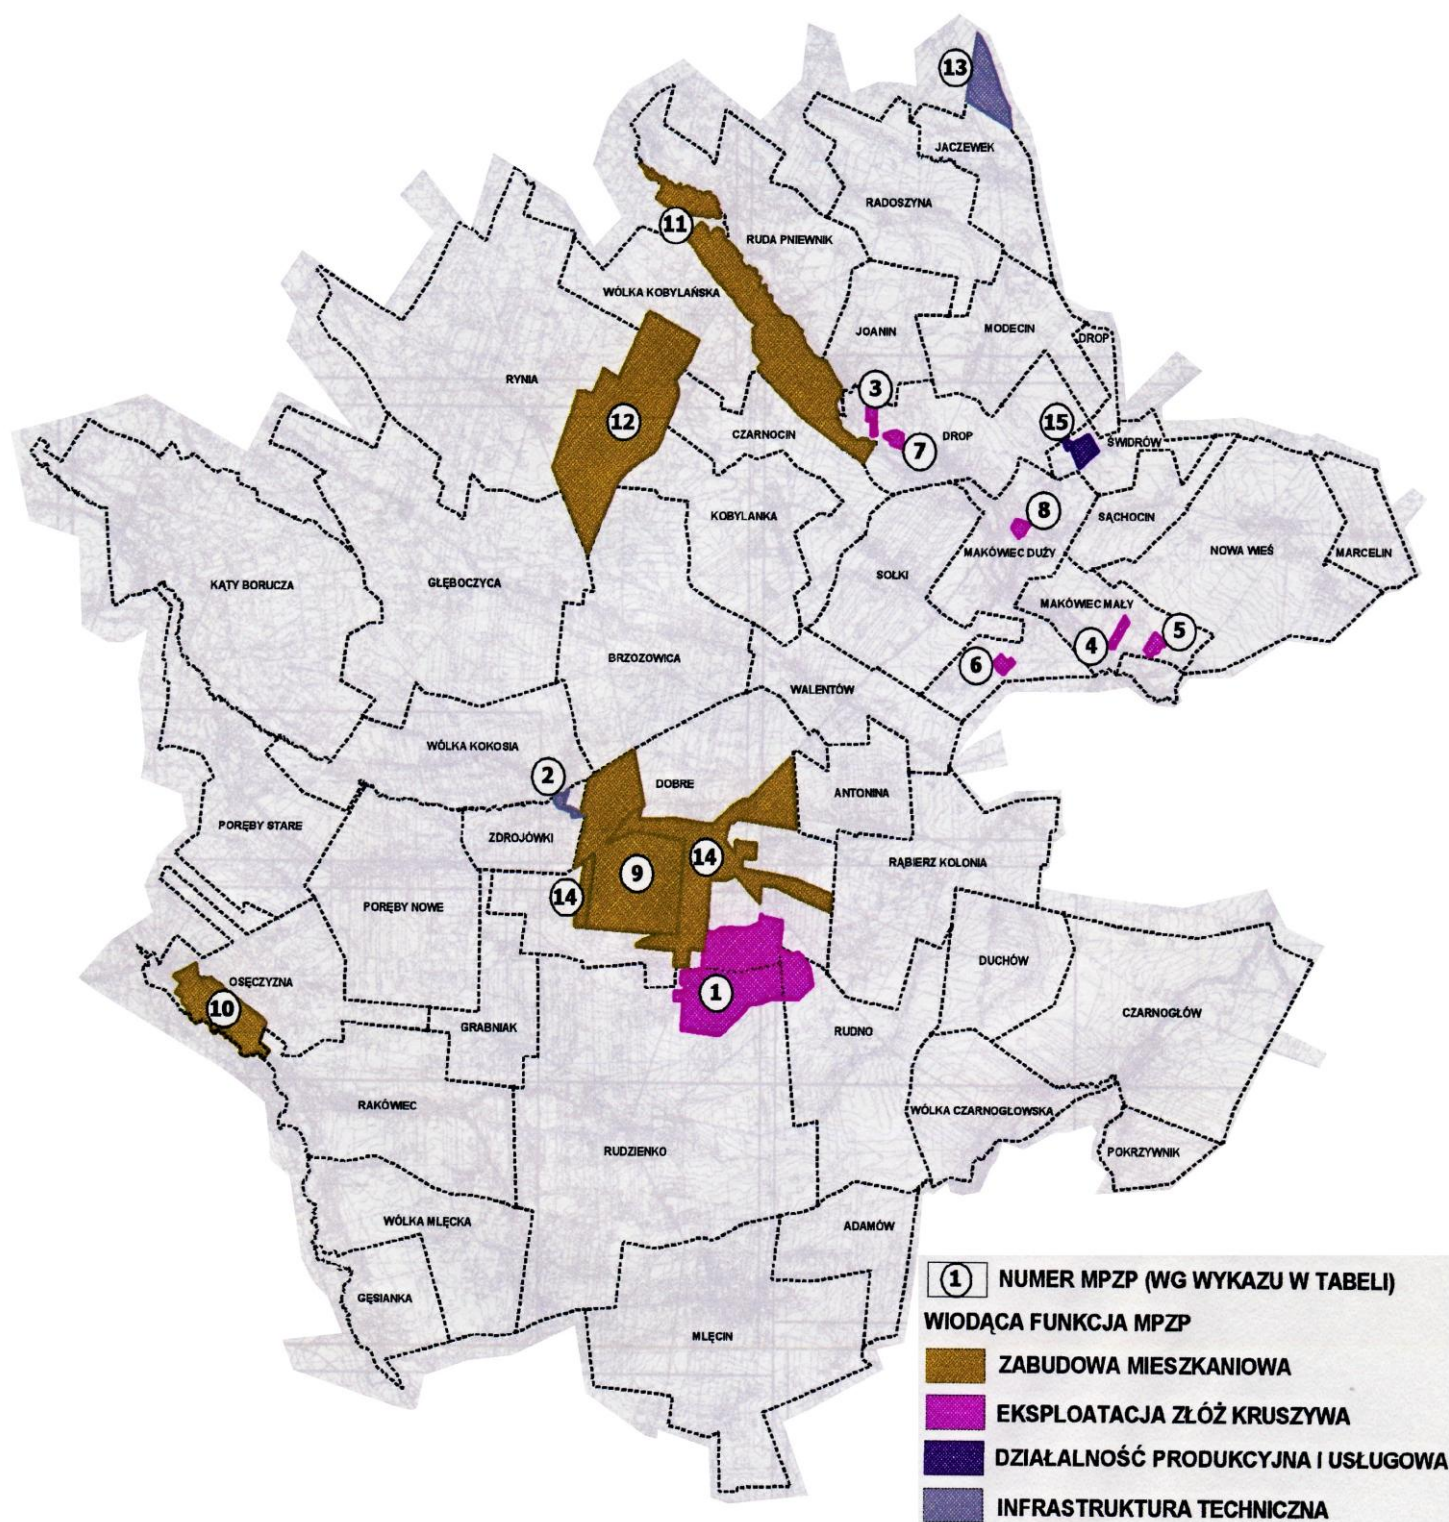 13
JACZEWEK
RADOSZYNA
11
RUDA PNIEWNIK
WÓLKA KOBYLAŃSKA
JOANIN
MODECIN
DROP
RYNIA
3
12
CZARNOCIN
7
DROP
15
ŚWIDRÓW
KOBYLANKA
8
SĄCHOCIN
MAKÓWIEC DUŻY
NOWA WIEŚ
MARCELIN
KĄTY BORUCZA
GŁĘBOCZYCA
SOŁKI
MAKÓWIEC MAŁY
5
4
BRZOZOWICA
6
WALENTÓW
WÓLKA KOKOSIA
2
DOBRE
ANTONINA
PORĘBY STARE
ZDROJÓWKI
14
RĄBIERZ KOLONIA
9
14
PORĘBY NOWE
DUCHÓW
OSĘCZYZNA
1
10
GRABNIAK
RUDNO
CZARNOGŁÓW
RAKÓWIEC
WÓLKA CZARNOGŁOWSKA
RUDZIENKO
POKRZYWNIK
WÓLKA MLĘCKA
ADAMÓW
GĘSIANKA
MLĘCIN
1 NUMER MPZP (WG WYKAZU W TABELI)
WIODĄCA FUNKCJA MPZP
ZABUDOWA MIESZKANIOWA
EKSPLOATACJA ZŁÓŻ KRUSZYWA
DZIAŁALNOŚĆ PRODUKCYJNA I USŁUGOWA
INFRASTRUKTURA TECHNICZNA